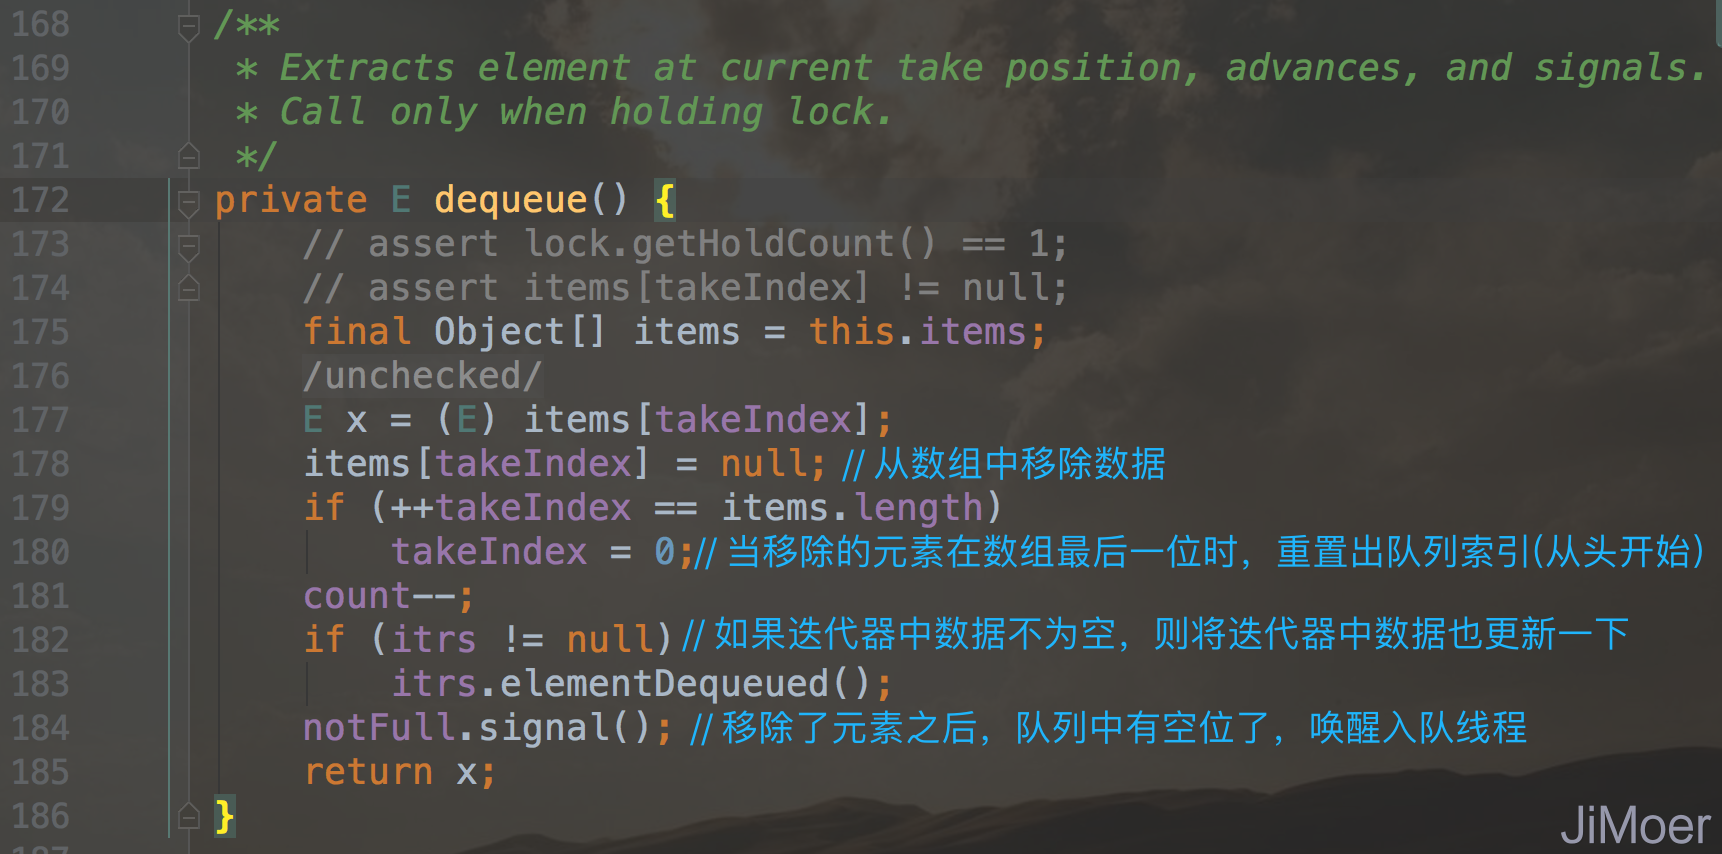 168 /**
169 * Extracts element at current take position, advances, and signals.
170 * Call only when holding lock.
171 */
172 private E dequeue() {
173 // assert lock.getHoldCount() == 1;
174 // assert items[takeIndex] != null;
175 final Object[] items = this.items;
176 /unchecked/
177 E x = (E) items[takeIndex];
178 items[takeIndex] = null; // 从数组中移除数据
179 if (++takeIndex == items.length)
180 takeIndex = 0;// 当移除的元素在数组最后一位时，重置出队列索引(从头开始)
181 count--;
182 if (itrs != null) // 如果迭代器中数据不为空，则将迭代器中数据也更新一下
183 itrs.elementDequeued();
184 notFull.signal(); // 移除了元素之后，队列中有空位了，唤醒入队线程
185 return x;
186 }
JiMoer